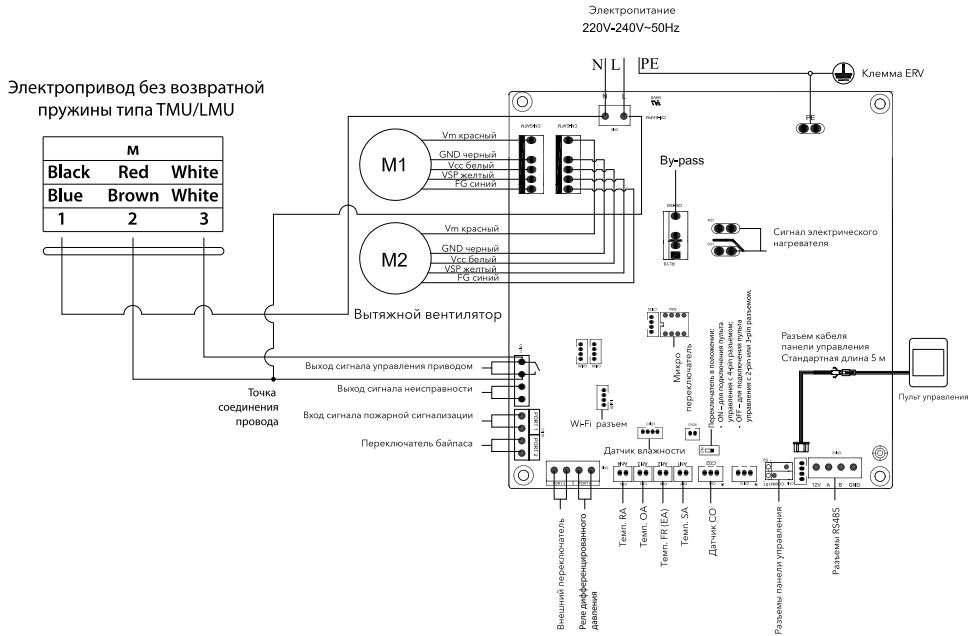 Электропитание
220V-240V~50Hz
N L PE
Клемма ERV
Электропривод без возвратной
пружины типа TMU/LMU
M
Black Red White
Blue Brown White
1 2 3
N L
PE
M1
Vm красный
GND черный
Vcc белый
VSP желтый
FG синий
M2
Vm красный
GND черный
Vcc белый
VSP желтый
FG синий
Вытяжной вентилятор
By-pass
Сигнал электрического
нагревателя
Выход сигнала управления приводом
Выход сигнала неисправности
Вход сигнала пожарной сигнализации
Переключатель байпаса
Точка
соединения
провода
PORT 1
PORT 2
Wi-Fi разъем
Датчик влажности
Микро
переключатель
Переключатель в положении:
• ON – для подключения пульта
управления с 4-pin разъемом;
• OFF – для подключения пульта
управления с 2-pin или 3-pin разъемом.
Разъем кабеля
панели управления
Стандартная длина 5 м
Пульт управления
12V A B GND
Внешний переключатель
Реле дифференцированного
давления
Темп. RA
Темп. OA
Темп. FR (EA)
Темп. SA
Датчик CO
Разъемы панели управления
Разъемы RS485